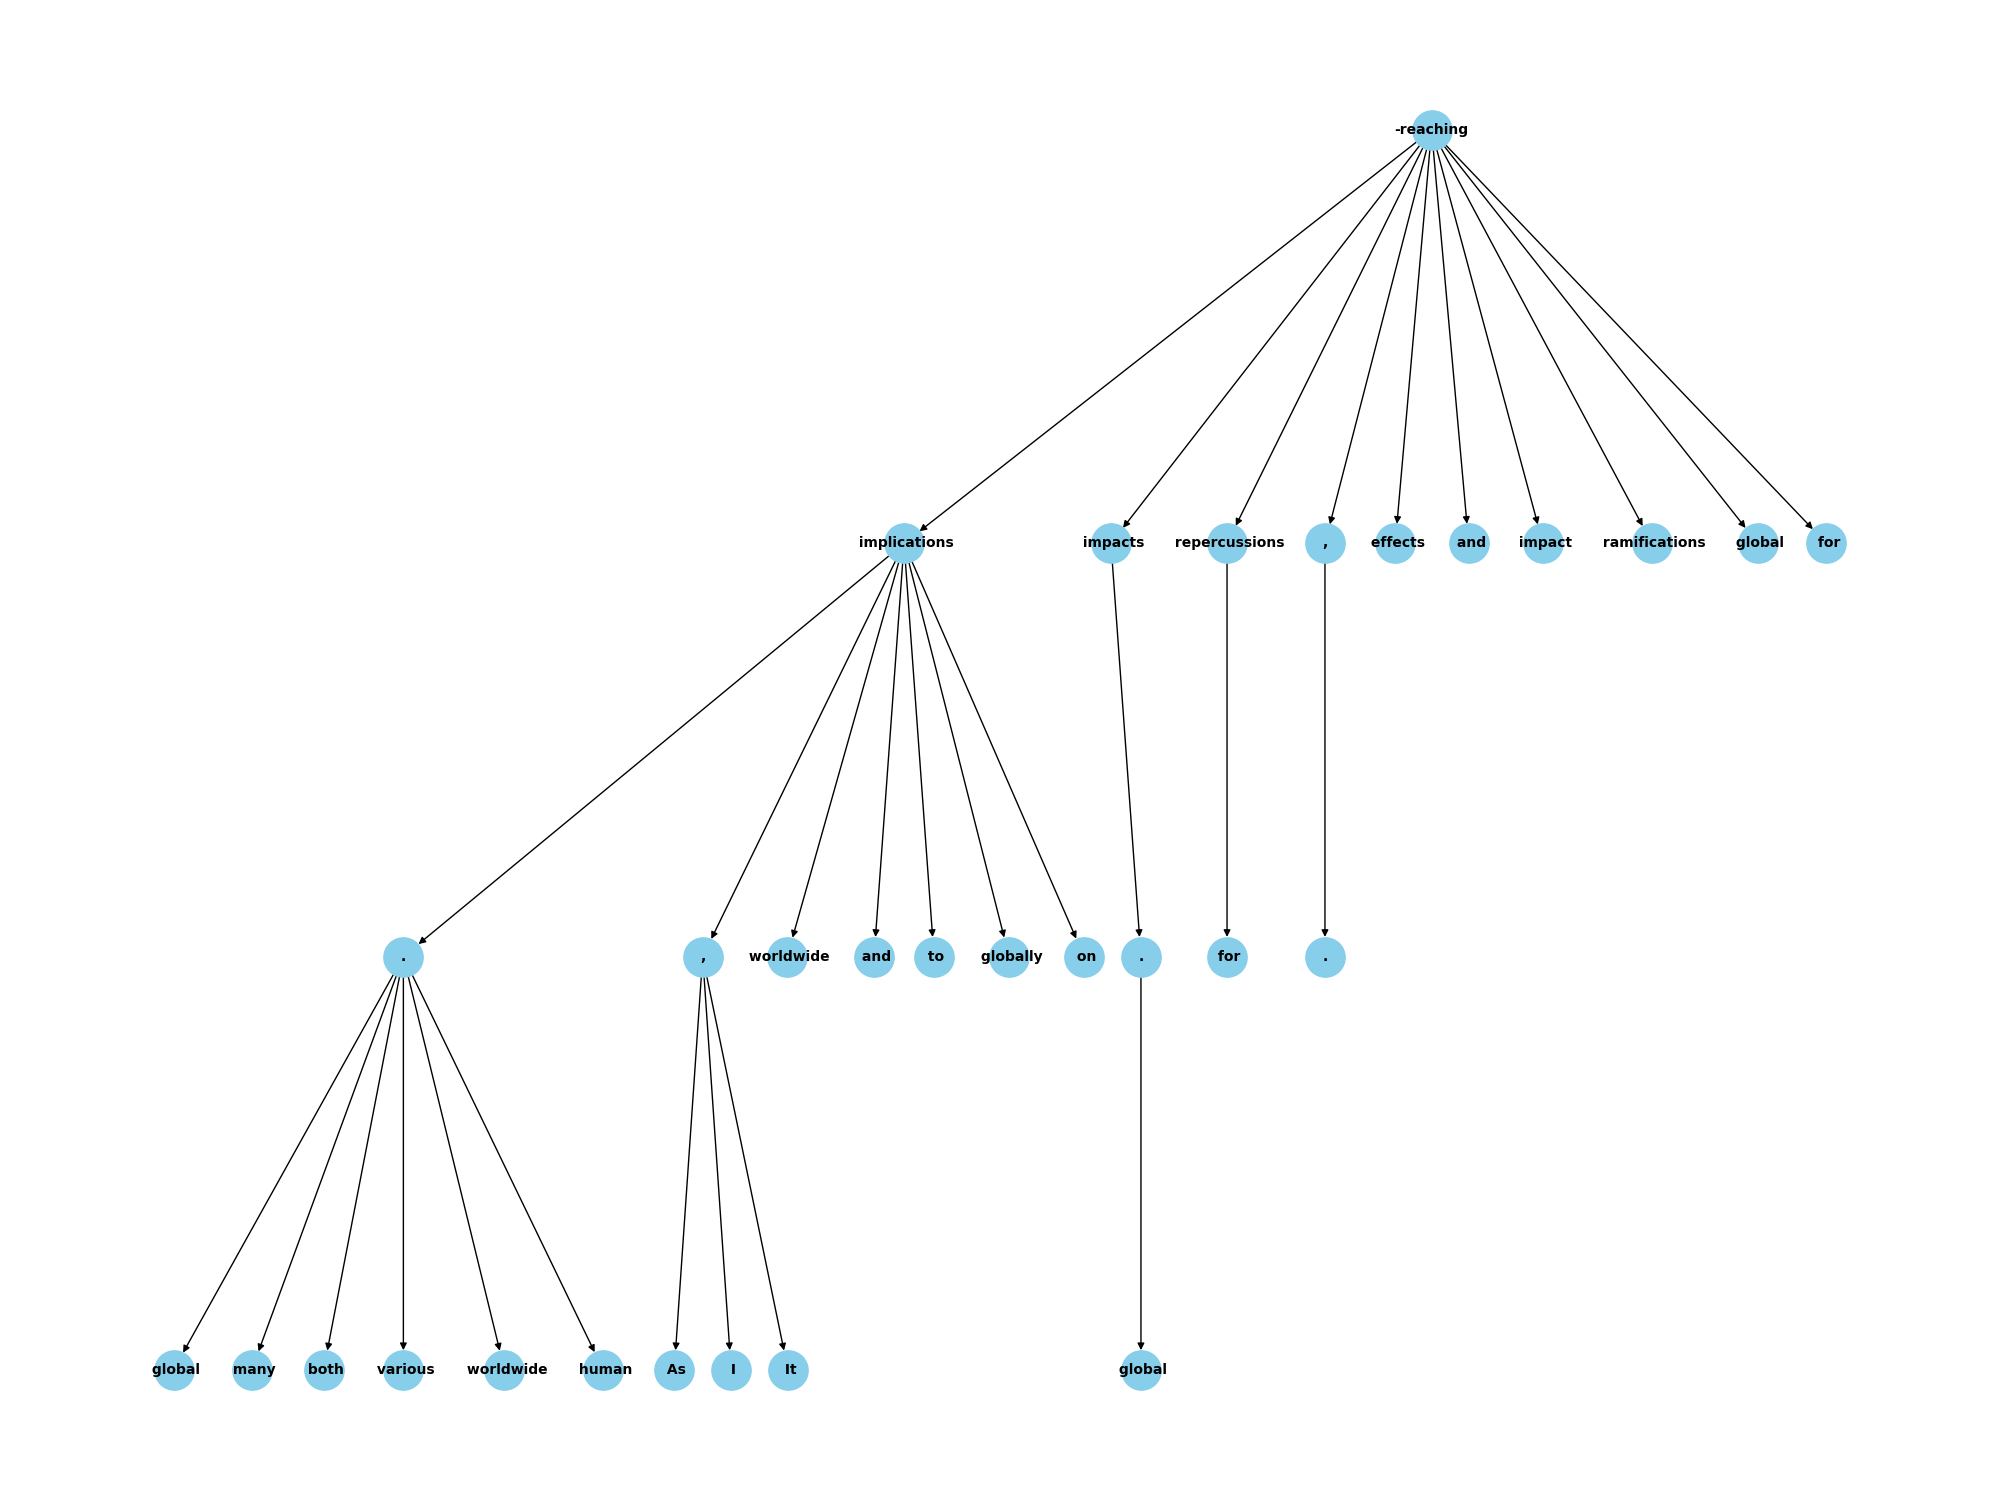 -reaching
implications impacts repercussions , effects and impact ramifications global for
. , worldwide and to globally on . for .
global many both various worldwide human As I It global